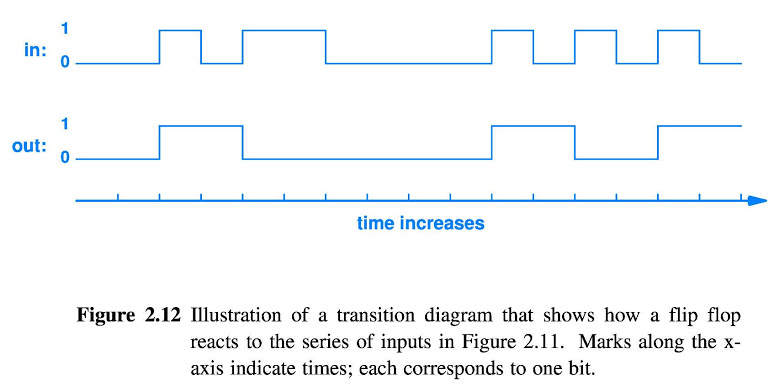 1
in:
0
1
out:
0
time increases
Figure 2.12 Illustration of a transition diagram that shows how a flip flop
reacts to the series of inputs in Figure 2.11. Marks along the x-
axis indicate times; each corresponds to one bit.